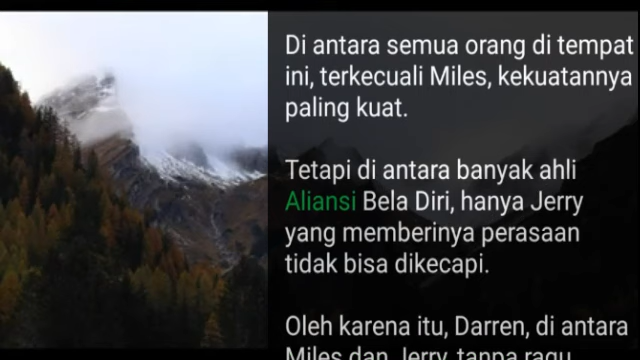 Di antara semua orang di tempat
ini, terkecuali Miles, kekuatannya
paling kuat.
Tetapi di antara banyak ahli
Aliansi Bela Diri, hanya Jerry
yang memberinya perasaan
tidak bisa dikecapi.
Oleh karena itu, Darren, di antara
Miles dan Jerry, tanpa ragu